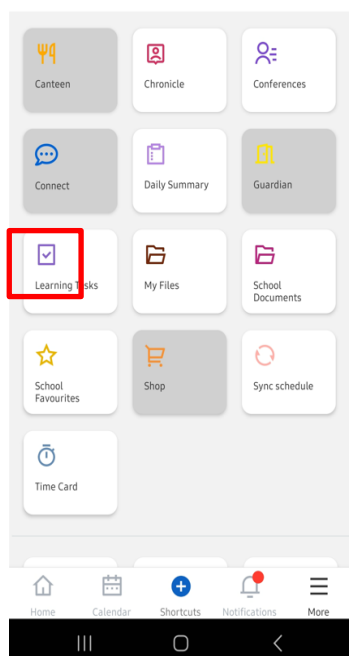 Canteen
Chronicle
Conferences
Connect
Daily Summary
Guardian
Learning Tasks
My Files
School
Documents
School
Favourites
Shop
Sync schedule
Time Card
Home
Calendar
Shortcuts
Notifications
More